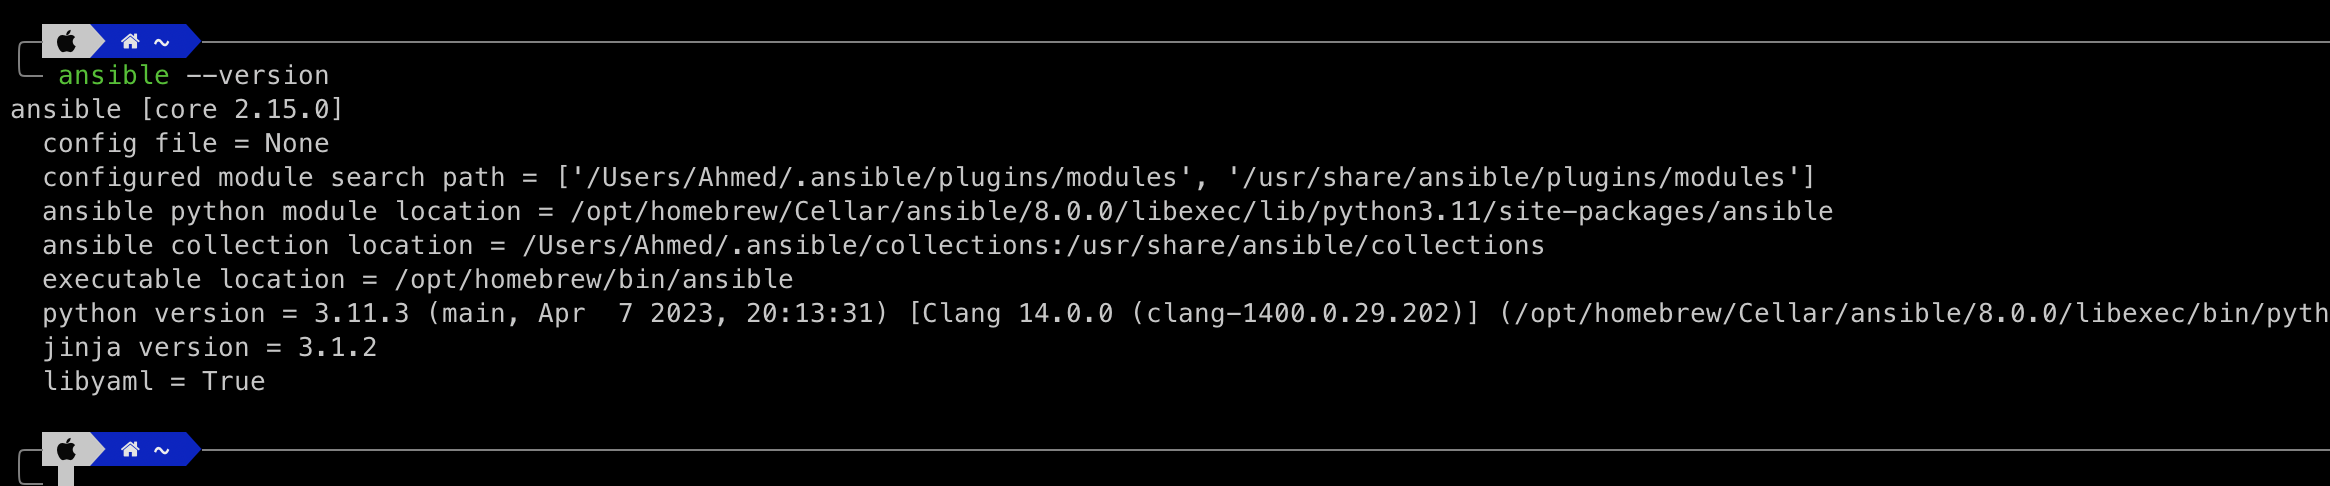 ~
ansible --version
ansible [core 2.15.0]
config file = None
configured module search path = ['/Users/Ahmed/.ansible/plugins/modules', '/usr/share/ansible/plugins/modules']
ansible python module location = /opt/homebrew/Cellar/ansible/8.0.0/libexec/lib/python3.11/site-packages/ansible
ansible collection location = /Users/Ahmed/.ansible/collections:/usr/share/ansible/collections
executable location = /opt/homebrew/bin/ansible
python version = 3.11.3 (main, Apr  7 2023, 20:13:31) [Clang 14.0.0 (clang-1400.0.29.202)] (/opt/homebrew/Cellar/ansible/8.0.0/libexec/bin/pyth
jinja version = 3.1.2
libyaml = True
~